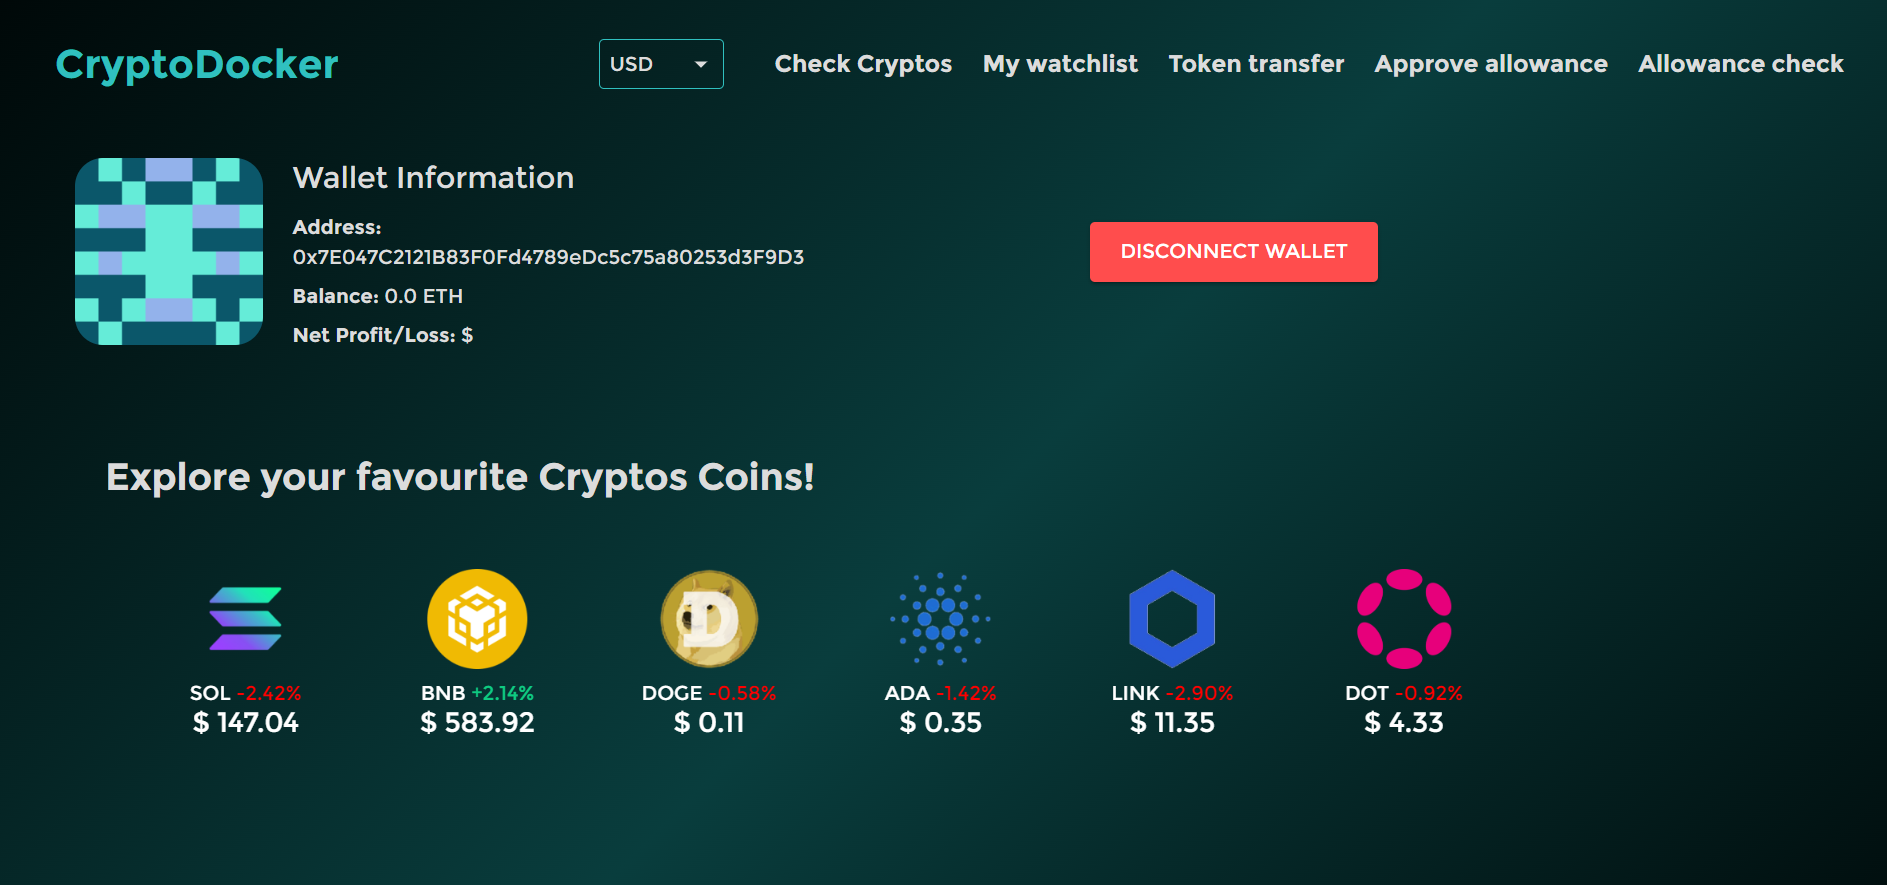 CryptoDocker
USD
Check Cryptos
My watchlist
Token transfer
Approve allowance
Allowance check
Wallet Information
Address:
0x7E047C2121B83F0Fd4789eDc5c75a80253d3F9D3
Balance: 0.0 ETH
Net Profit/Loss: $
DISCONNECT WALLET
Explore your favourite Cryptos Coins!
SOL -2.42%
$ 147.04
BNB +2.14%
$ 583.92
DOGE -0.58%
$ 0.11
ADA -1.42%
$ 0.35
LINK -2.90%
$ 11.35
DOT -0.92%
$ 4.33